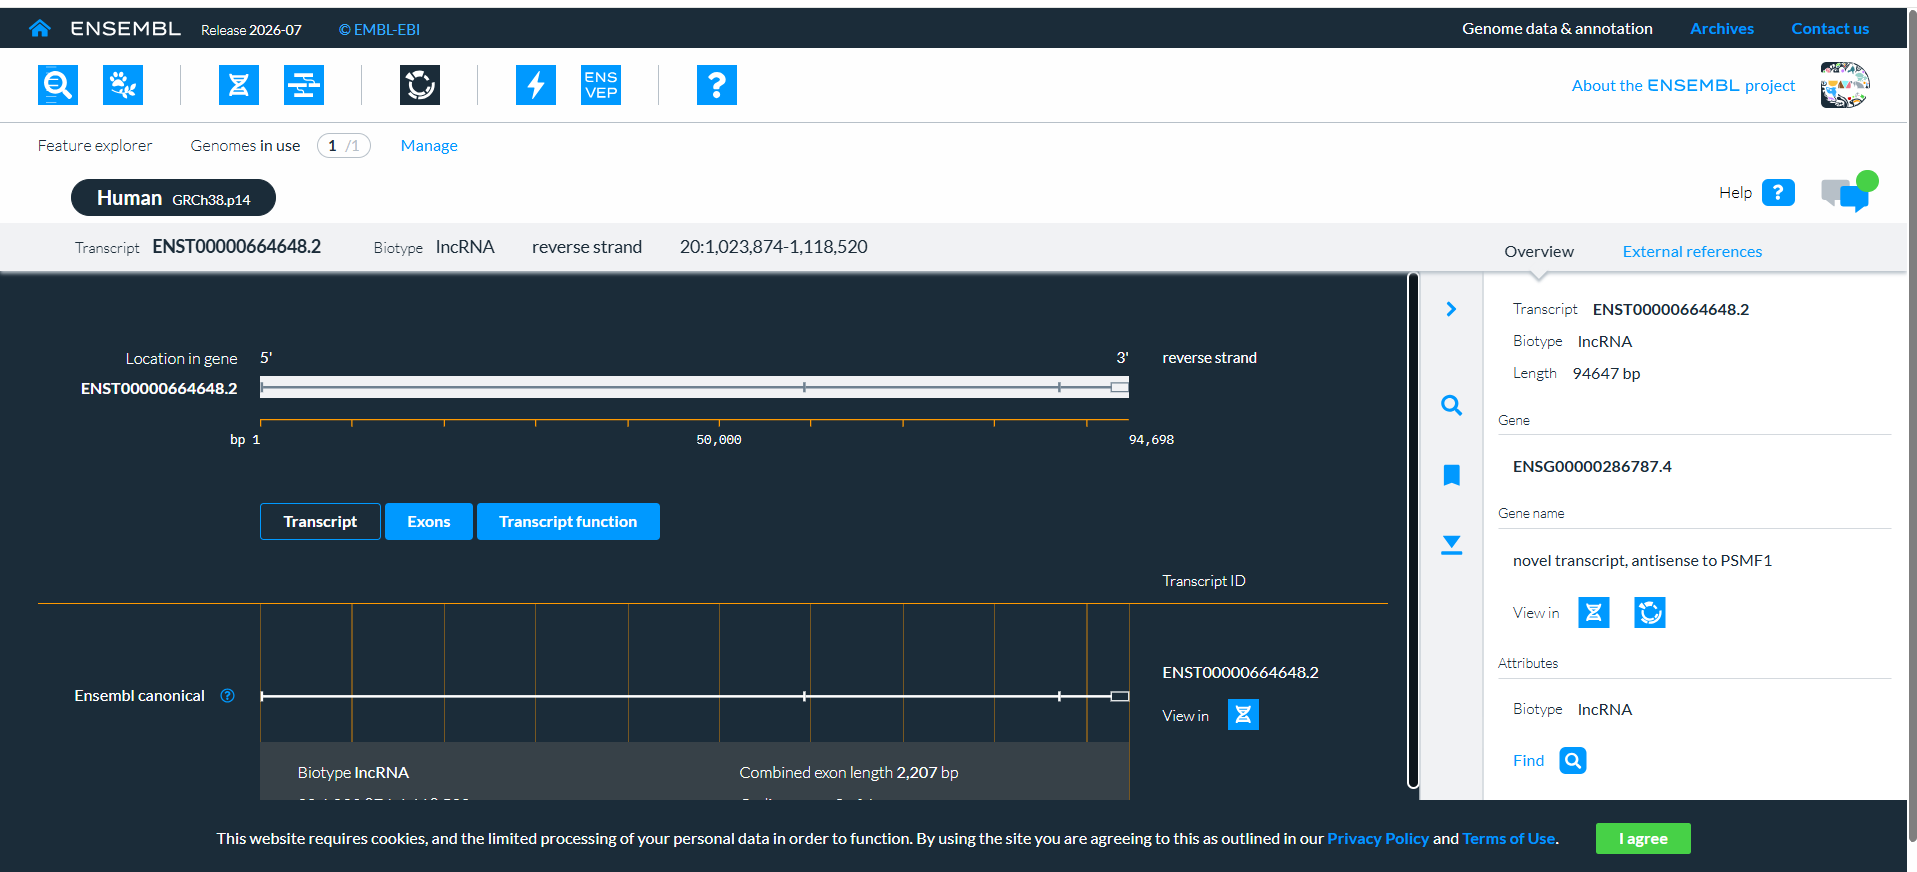 ENSEMBL Release 2026-07 © EMBL-EBI Genome data & annotation Archives Contact us
ENS
VEP
?
About the ENSEMBL project
Feature explorer Genomes in use 1 /1 Manage
Human GRCh38.p14
Help ?
Transcript ENST00000664648.2 Biotype lncRNA reverse strand 20:1,023,874-1,118,520
Overview External references
Location in gene 5' 3' reverse strand
ENST00000664648.2
bp 1 50,000 94,698
Transcript Exons Transcript function
Transcript ID
Ensembl canonical ?
ENST00000664648.2
View in
Biotype lncRNA Combined exon length 2,207 bp
Transcript ENST00000664648.2
Biotype lncRNA
Length 94647 bp
Gene
ENSG00000286787.4
Gene name
novel transcript, antisense to PSMF1
View in
Attributes
Biotype lncRNA
Find
This website requires cookies, and the limited processing of your personal data in order to function. By using the site you are agreeing to this as outlined in our Privacy Policy and Terms of Use. I agree